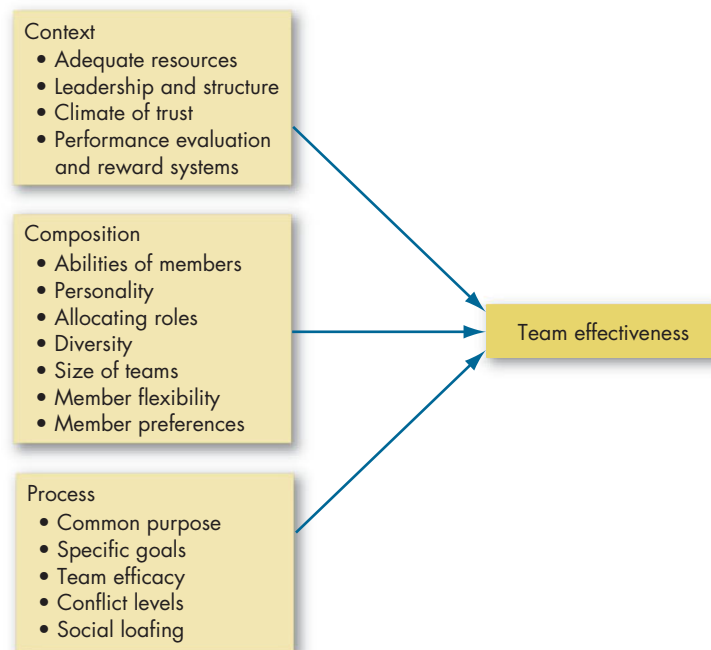 Context
• Adequate resources
• Leadership and structure
• Climate of trust
• Performance evaluation
and reward systems
Composition
• Abilities of members
• Personality
• Allocating roles
• Diversity
• Size of teams
• Member flexibility
• Member preferences
Team effectiveness
Process
• Common purpose
• Specific goals
• Team efficacy
• Conflict levels
• Social loafing